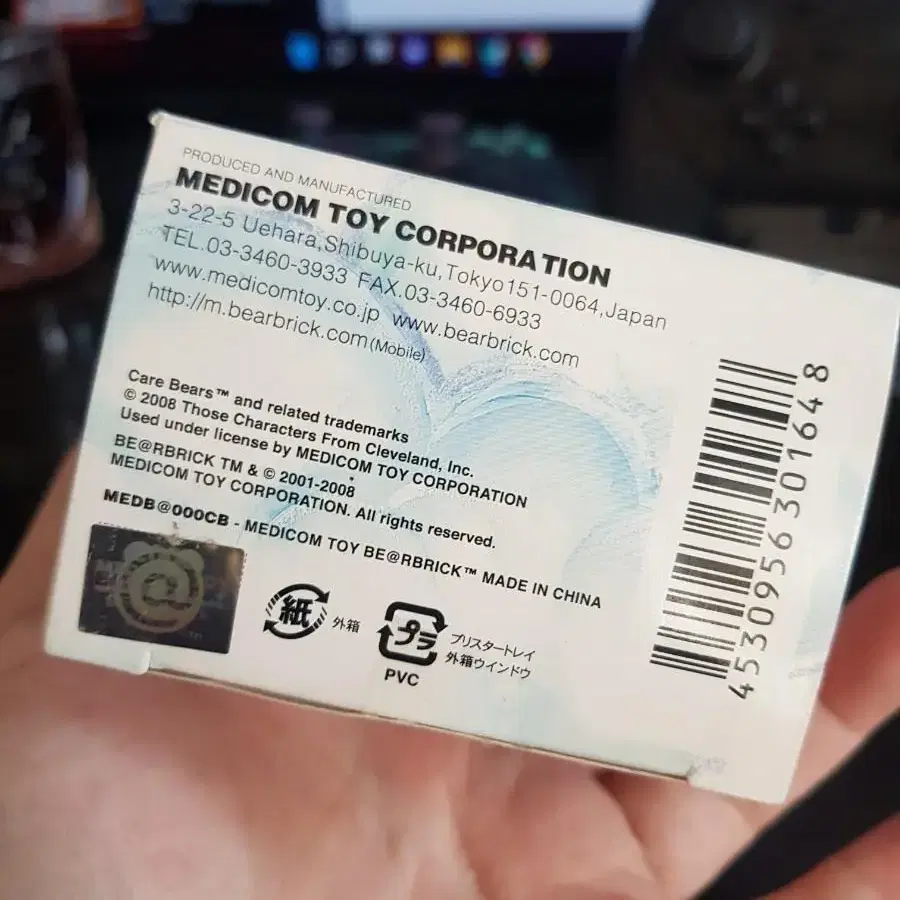 PRODUCED AND MANUFACTURED
MEDICOM TOY CORPORATION
3-22-5 Uehara,Shibuya-ku,Tokyo151-0064,Japan
TEL.03-3460-3933 FAX.03-3460-6933
www.medicomtoy.co.jp www.bearbrick.com
http://m.bearbrick.com(Mobile)
Care Bears™ and related trademarks
© 2008 Those Characters From Cleveland, Inc.
Used under license by MEDICOM TOY CORPORATION
BE@RBRICK TM & © 2001-2008
MEDICOM TOY CORPORATION. All rights reserved.
MEDB@000CB - MEDICOM TOY BE@RBRICK™ MADE IN CHINA
@
紙 外箱
プラ ブリスタートレイ
外箱ウインドウ
PVC
4530956301648